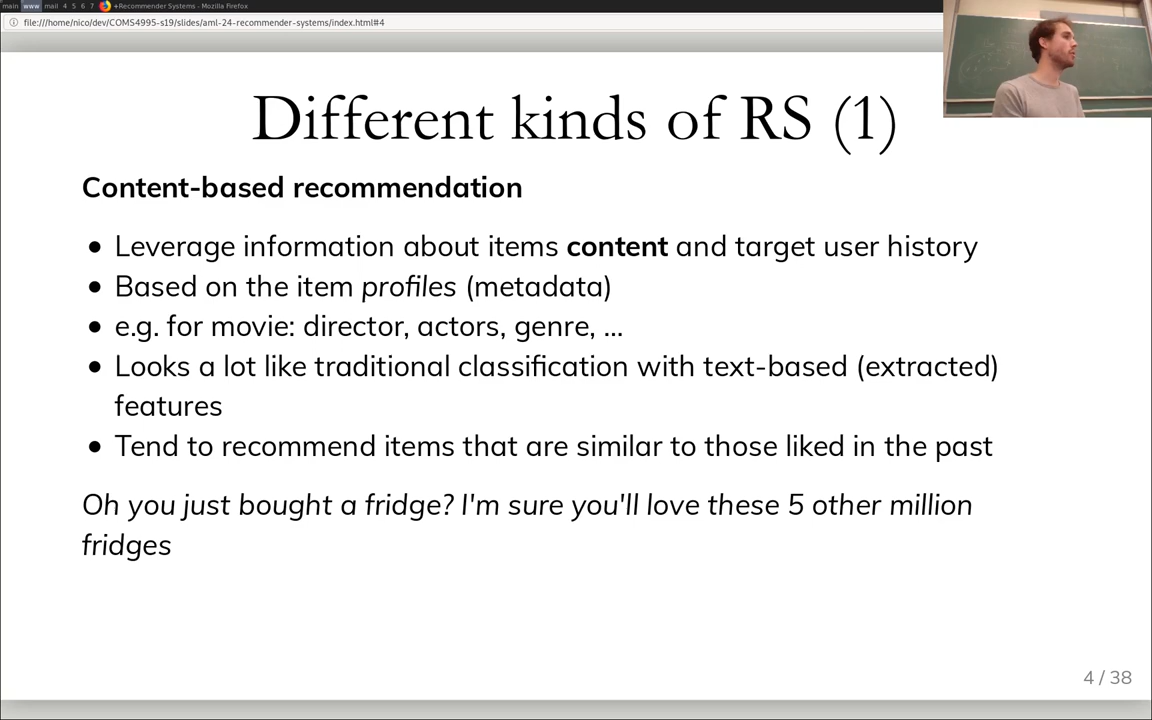 main www mail 4 5 6 7 +Recommender Systems - Mozilla Firefox
file:///home/nico/dev/COMS4995-s19/slides/aml-24-recommender-systems/index.html#4
Different kinds of RS (1)
Content-based recommendation
● Leverage information about items content and target user history
● Based on the item profiles (metadata)
● e.g. for movie: director, actors, genre, ...
● Looks a lot like traditional classification with text-based (extracted)
features
● Tend to recommend items that are similar to those liked in the past
Oh you just bought a fridge? I'm sure you'll love these 5 other million
fridges
4 / 38